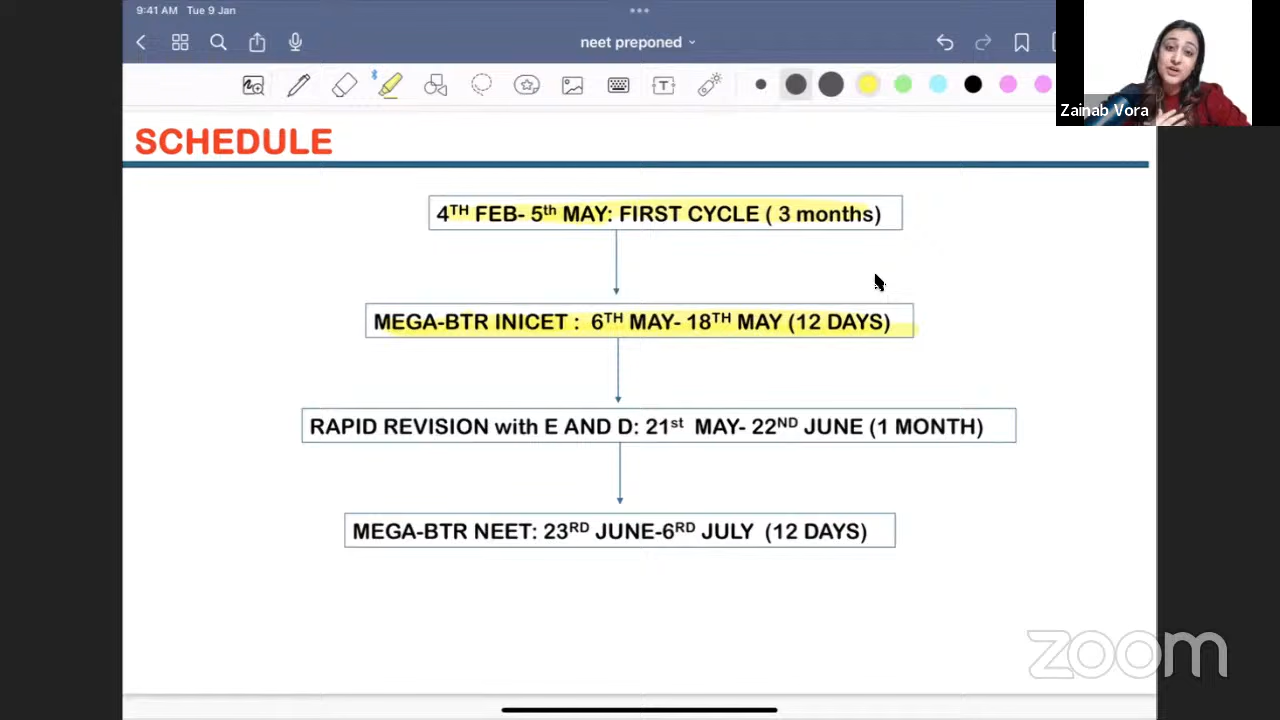 9:41 AM Tue 9 Jan
neet preponed
Zainab Vora
SCHEDULE
4TH FEB- 5th MAY: FIRST CYCLE ( 3 months)
MEGA-BTR INICET : 6TH MAY- 18TH MAY (12 DAYS)
RAPID REVISION with E AND D: 21st MAY- 22ND JUNE (1 MONTH)
MEGA-BTR NEET: 23RD JUNE-6RD JULY (12 DAYS)
zoom